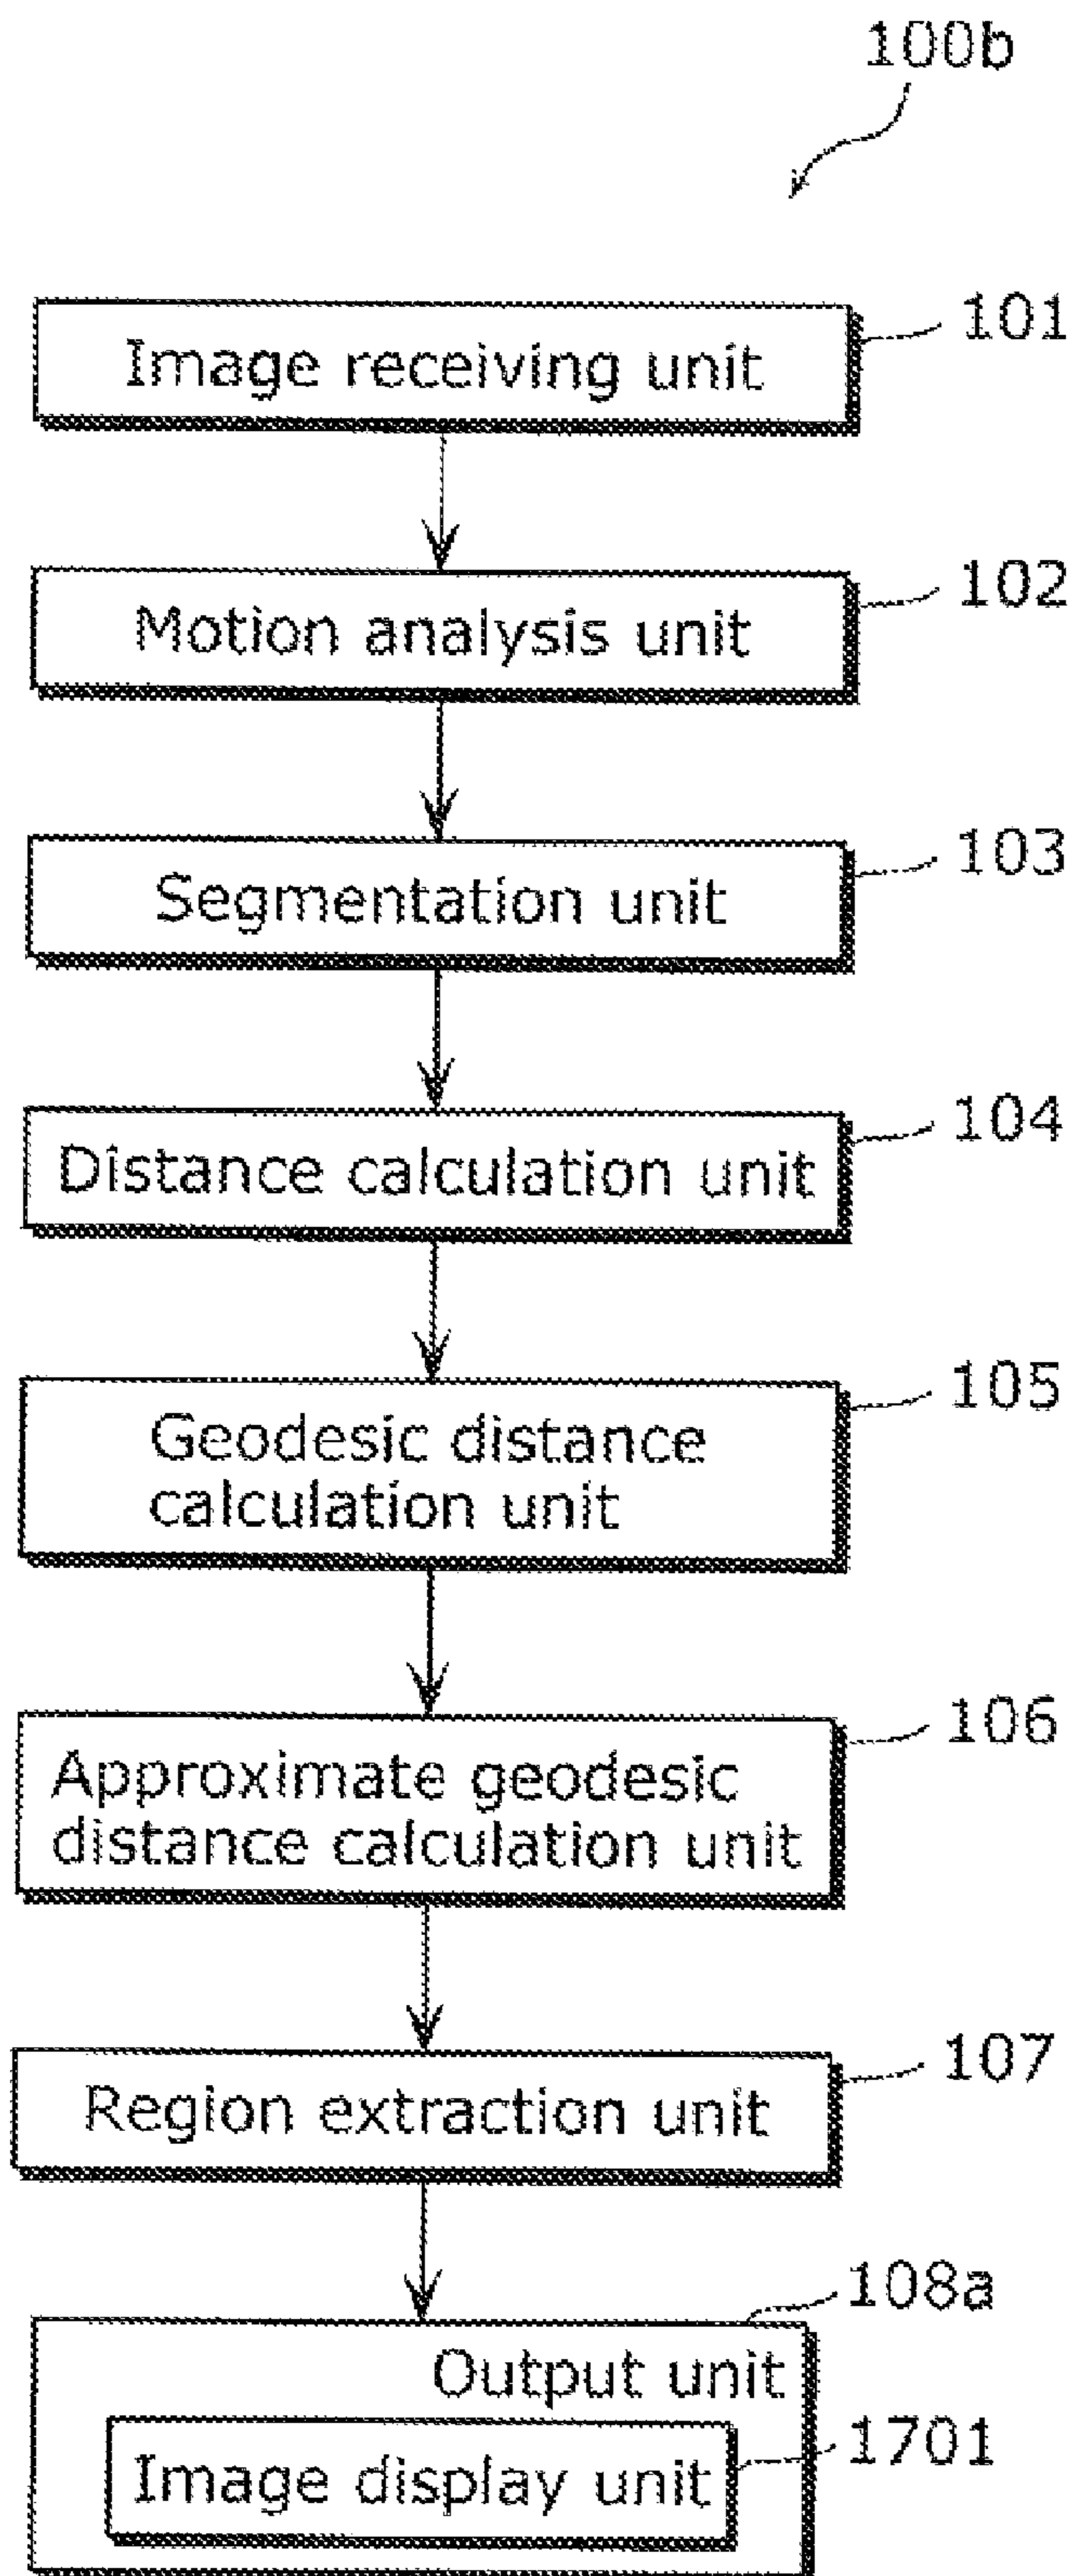 100b
Image receiving unit
101
Motion analysis unit
102
Segmentation unit
103
Distance calculation unit
104
Geodesic distance
calculation unit
105
Approximate geodesic
distance calculation unit
106
Region extraction unit
107
108a
Output unit
Image display unit
1701